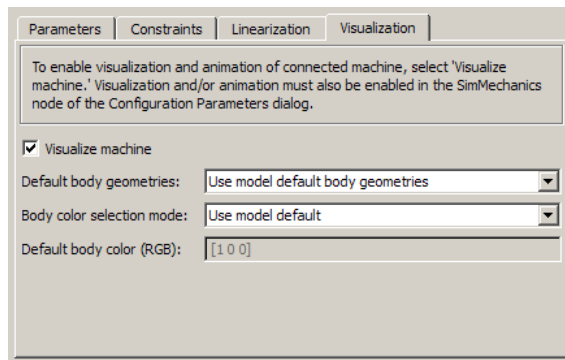 Parameters Constraints Linearization Visualization
To enable visualization and animation of connected machine, select 'Visualize
machine.' Visualization and/or animation must also be enabled in the SimMechanics
node of the Configuration Parameters dialog.
Visualize machine
Default body geometries: Use model default body geometries
Body color selection mode: Use model default
Default body color (RGB): [1 0 0]